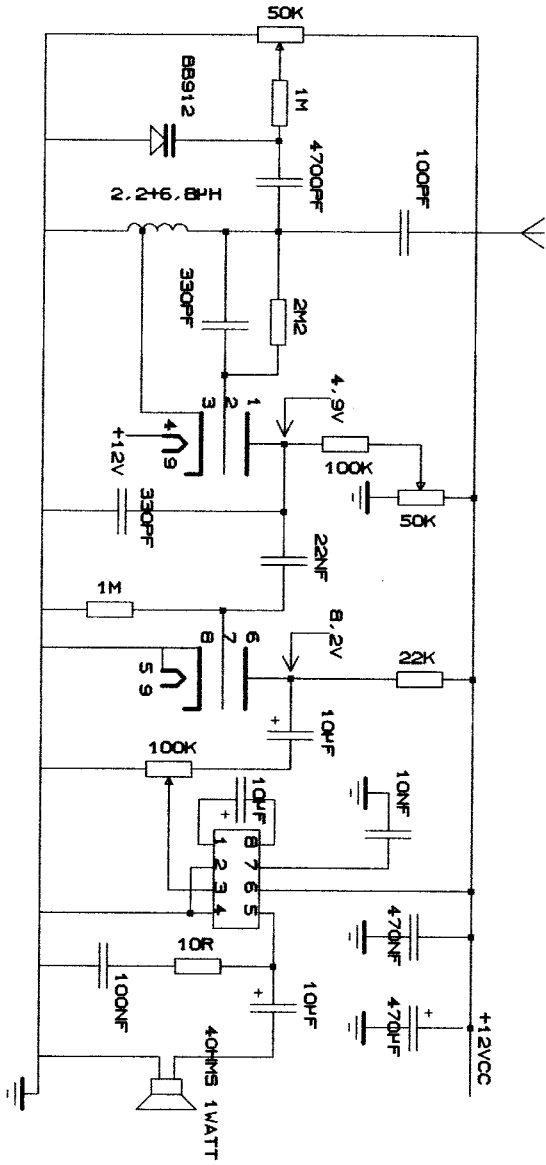 50K
BB912
1M
4700PF
100PF
2,2+6,8µH
330PF
2M2
3
2
1
4,9V
4
9
+12V
100K
50K
330PF
22NF
1M
8
7
6
8,2V
5
9
22K
+
10µF
100K
10µF
+
10NF
1
8
2
7
3
6
4
5
470NF
10R
100NF
+
10µF
470µF
+
+12VCC
4OHMS 1WATT